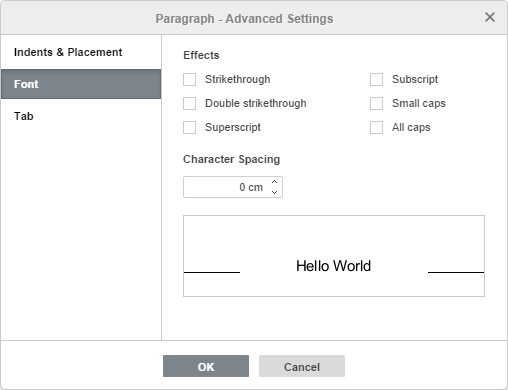 Paragraph - Advanced Settings
Indents & Placement
Font
Tab
Effects
Strikethrough
Subscript
Double strikethrough
Small caps
Superscript
All caps
Character Spacing
0 cm
Hello World
OK
Cancel